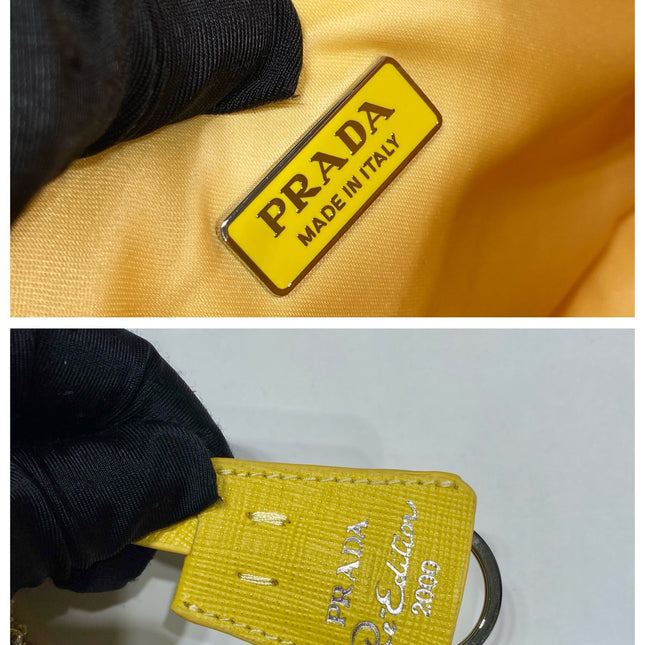 PRADA
MADE IN ITALY
PRADA
Re-Edition
2000